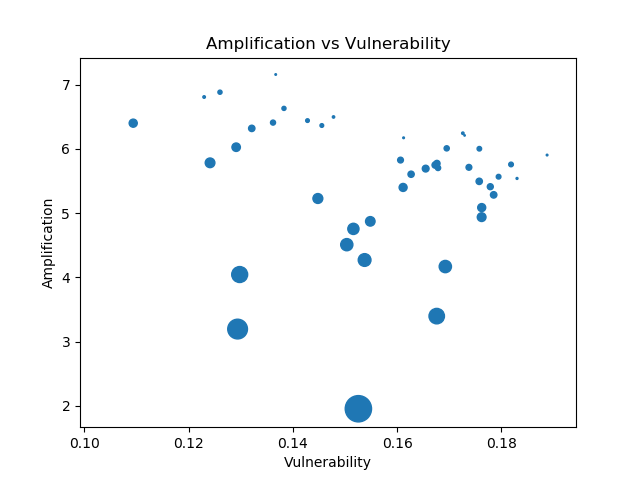 Amplification vs Vulnerability
7
6
5
4
3
2
Amplification
0.10 0.12 0.14 0.16 0.18
Vulnerability